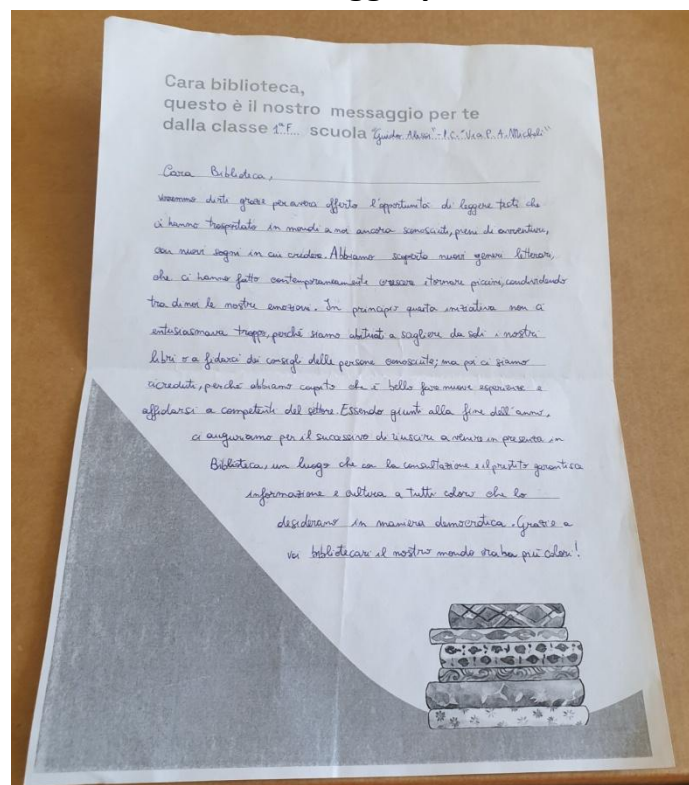 Cara biblioteca,
questo è il nostro messaggio per te
dalla classe 1ª F... scuola "Guido Alessi" - I.C. "Via P. A. Micheli"
Cara Biblioteca,
vorremmo dirti grazie per averci offerto l'opportunità di leggere testi che
ci hanno trasportato in mondi a noi ancora sconosciuti, pieni di avventure,
con nuovi sogni in cui credere. Abbiamo scoperto nuovi generi letterari,
che ci hanno fatto contemporaneamente crescere e tornare piccini, condividendo
tra di noi le nostre emozioni. In principio questa iniziativa non ci
entusiasmava troppo, perché siamo abituati a scegliere da soli i nostri
libri o a fidarci dei consigli delle persone conosciute; ma poi ci siamo
ricreduti, perché abbiamo capito che è bello fare nuove esperienze e
affidarsi a competenti del settore. Essendo giunti alla fine dell'anno,
ci auguriamo per il successivo di riuscire a venire in presenza in
Biblioteca, un luogo che con la consultazione e il prestito garantisca
informazione e cultura a tutti coloro che lo
desiderano in maniera democratica. Grazie a
voi bibliotecari il nostro mondo ora ha più colori!